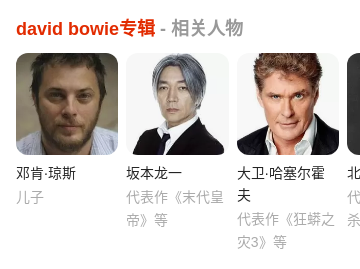 david bowie专辑 - 相关人物
邓肯·琼斯
儿子
坂本龙一
代表作《末代皇
帝》等
大卫·哈塞尔霍
夫
代表作《狂蟒之
灾3》等
北
代
杀